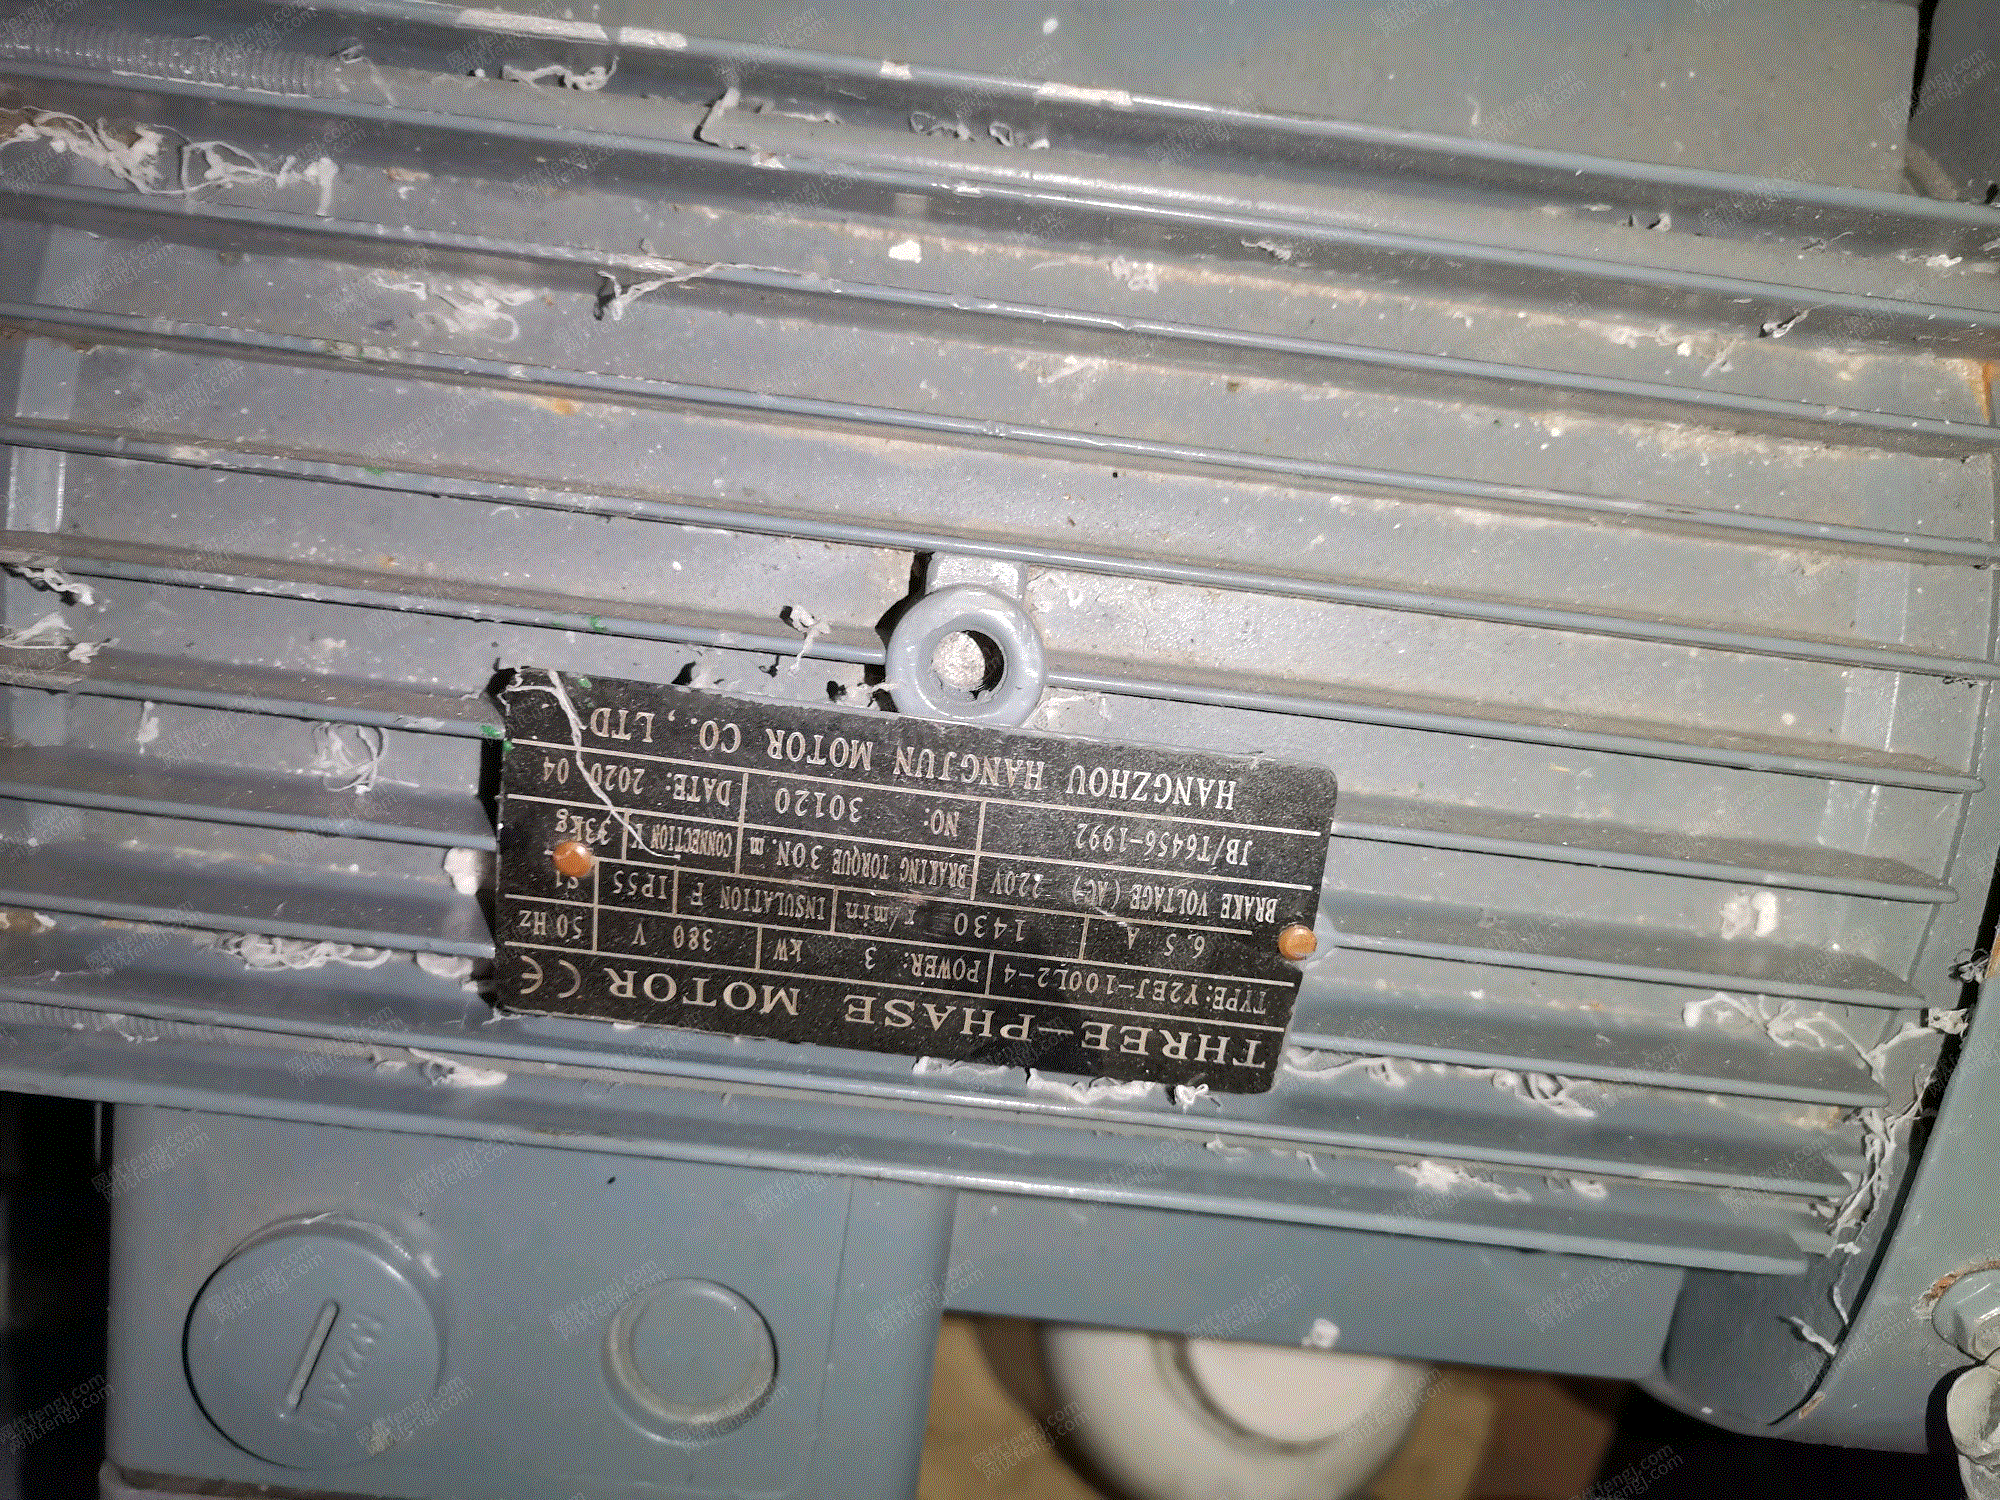 THREE-PHASE MOTOR CE
TYPE:Y2EJ-100L2-4 POWER: 3 kW 380 V 50Hz
6.5 A 1430 r/min INSULATION F IP55 S1
BRAKE VOLTAGE (AC~) 220V BRAKING TORQUE 30N.m CONNECTION Y 33Kg
JB/T6456-1992 NO: 30120 DATE: 2020 04
HANGZHOU HANGJUN MOTOR CO.,LTD